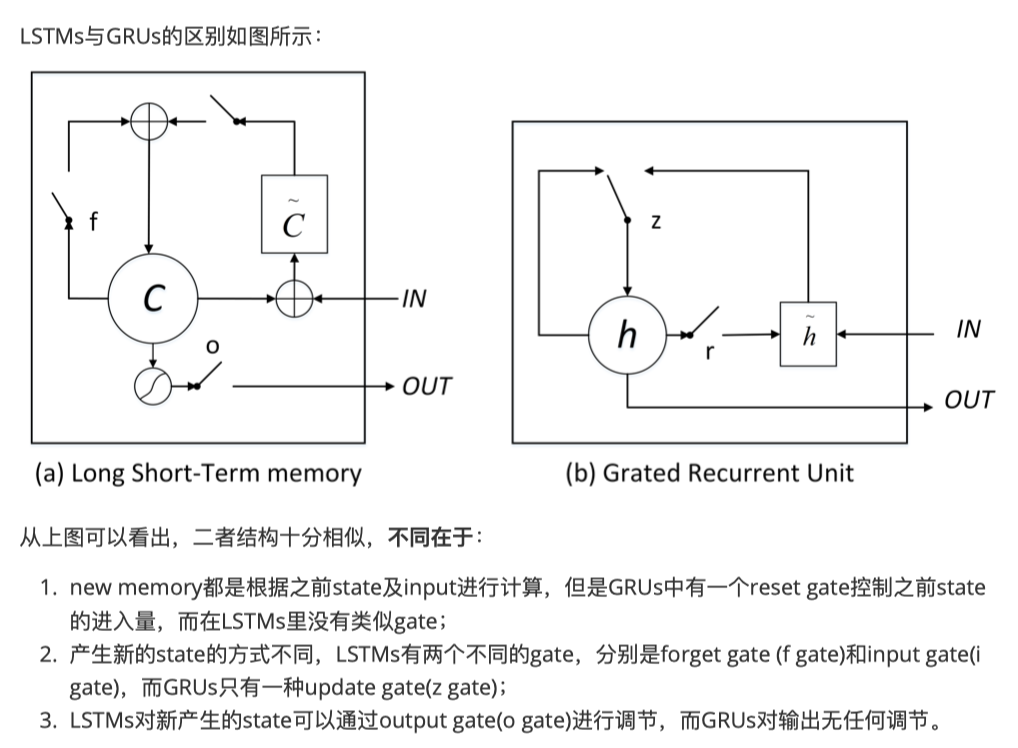 LSTMs与GRUs的区别如图所示：
f
C̃
C
IN
o
OUT
(a) Long Short-Term memory
z
h
r
h̃
IN
OUT
(b) Grated Recurrent Unit
从上图可以看出，二者结构十分相似，不同在于：
1. new memory都是根据之前state及input进行计算，但是GRUs中有一个reset gate控制之前state
的进入量，而在LSTMs里没有类似gate；
2. 产生新的state的方式不同，LSTMs有两个不同的gate，分别是forget gate (f gate)和input gate(i
gate)，而GRUs只有一种update gate(z gate)；
3. LSTMs对新产生的state可以通过output gate(o gate)进行调节，而GRUs对输出无任何调节。